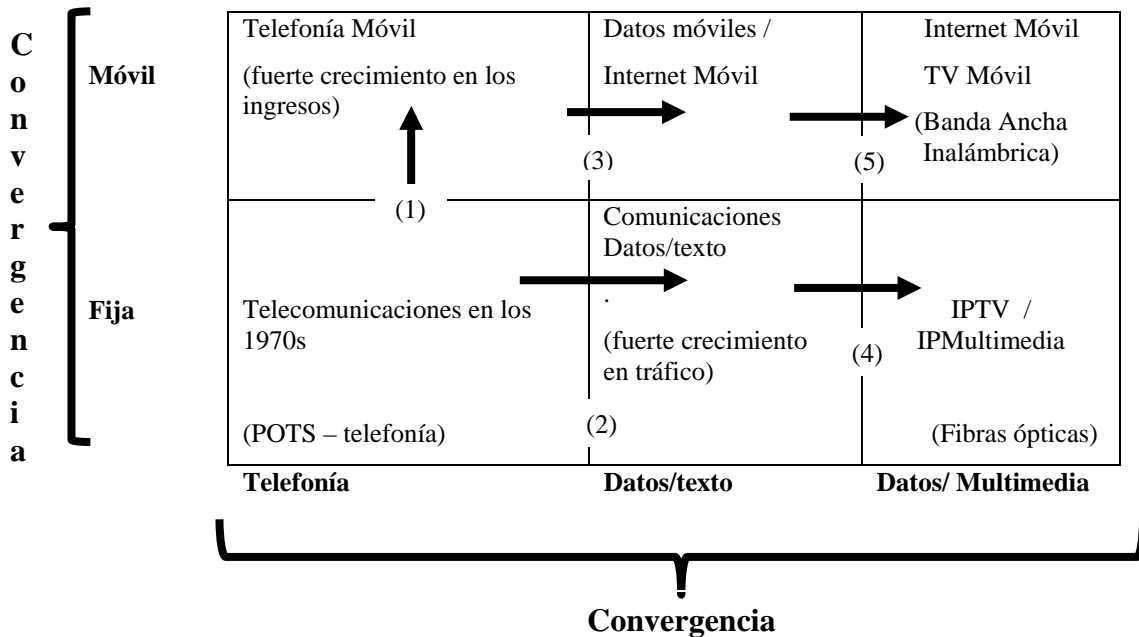 Convergencia
Móvil
Telefonía Móvil
(fuerte crecimiento en los
ingresos)
(1)
Datos móviles /
Internet Móvil
(3)
Internet Móvil
TV Móvil
(Banda Ancha
Inalámbrica)
(5)
Fija
Telecomunicaciones en los
1970s
(POTS – telefonía)
Comunicaciones
Datos/texto
.
(fuerte crecimiento
en tráfico)
(2)
IPTV /
IPMultimedia
(4)
(Fibras ópticas)
Telefonía
Datos/texto
Datos/ Multimedia
Convergencia